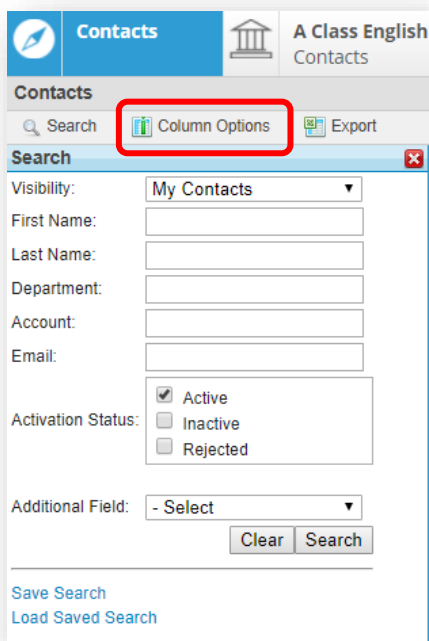 Contacts
A Class English
Contacts
Contacts
Search Column Options Export
Search
Visibility: My Contacts
First Name:
Last Name:
Department:
Account:
Email:
Activation Status:
Active
Inactive
Rejected
Additional Field: - Select
Clear Search
Save Search
Load Saved Search